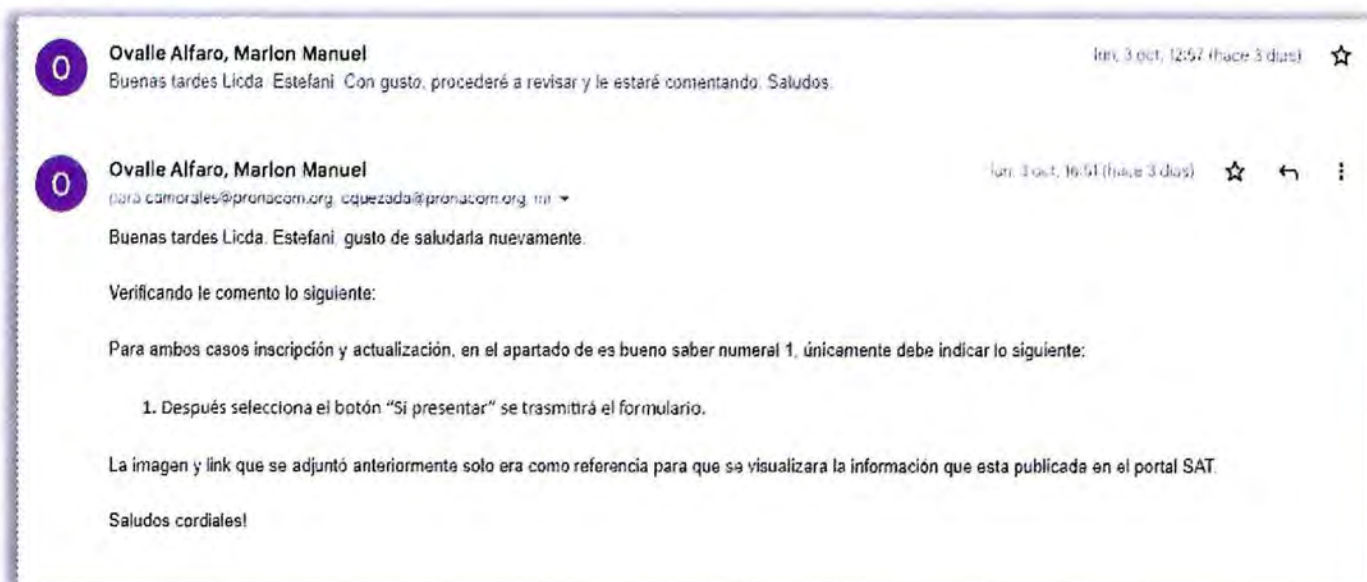 O
Ovalle Alfaro, Marlon Manuel
lun, 3 oct, 12:57 (hace 3 días)
Buenas tardes Licda. Estefani. Con gusto, procederé a revisar y le estaré comentando. Saludos.
O
Ovalle Alfaro, Marlon Manuel
lun, 3 oct, 16:51 (hace 3 días)
para camorales@pronacom.org, cquezada@pronacom.org, mí
Buenas tardes Licda. Estefani, gusto de saludarla nuevamente.
Verificando le comento lo siguiente:
Para ambos casos inscripción y actualización, en el apartado de es bueno saber numeral 1, únicamente debe indicar lo siguiente:
1. Después selecciona el botón “Si presentar” se trasmitirá el formulario.
La imagen y link que se adjuntó anteriormente solo era como referencia para que se visualizara la información que esta publicada en el portal SAT.
Saludos cordiales!